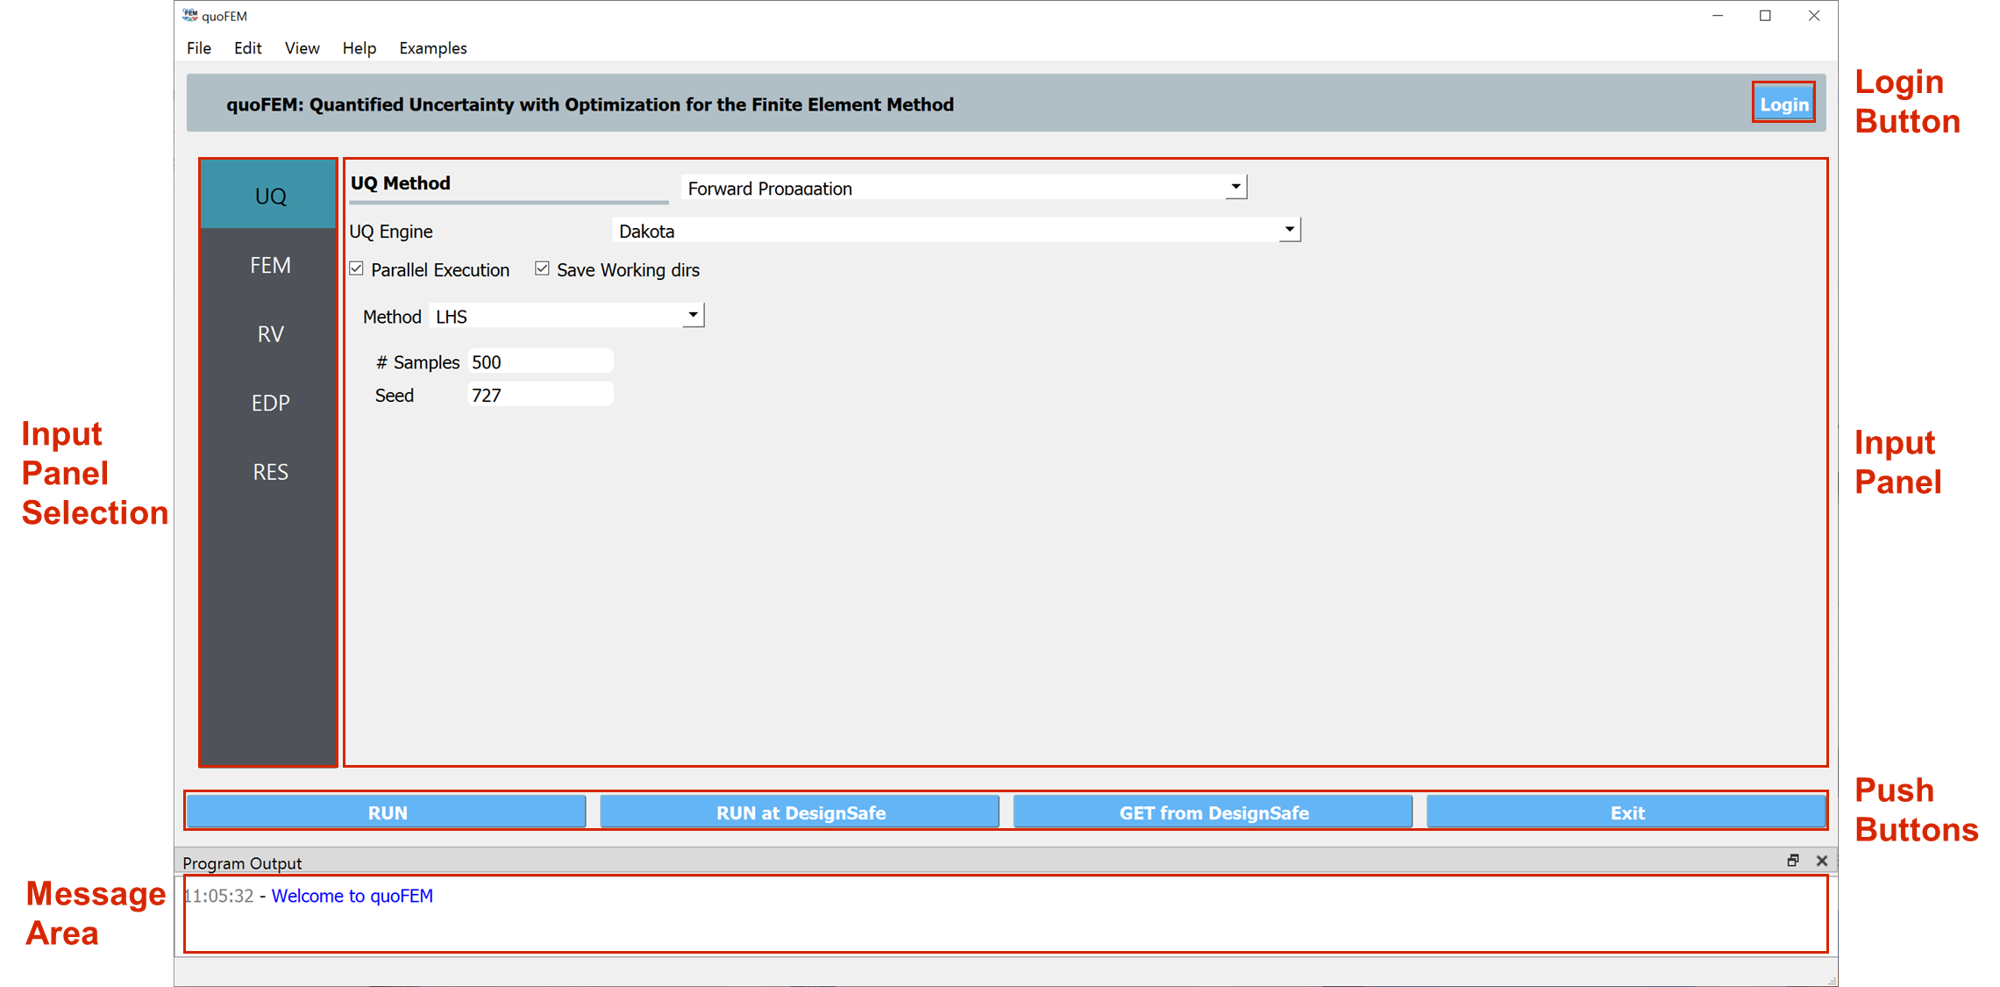 quoFEM
File Edit View Help Examples
quoFEM: Quantified Uncertainty with Optimization for the Finite Element Method
Login
Login
Button
UQ
FEM
RV
EDP
RES
UQ Method
Forward Propagation
UQ Engine
Dakota
Parallel Execution
Save Working dirs
Method LHS
# Samples 500
Seed 727
Input
Panel
Selection
Input
Panel
RUN
RUN at DesignSafe
GET from DesignSafe
Exit
Push
Buttons
Program Output
11:05:32 - Welcome to quoFEM
Message
Area